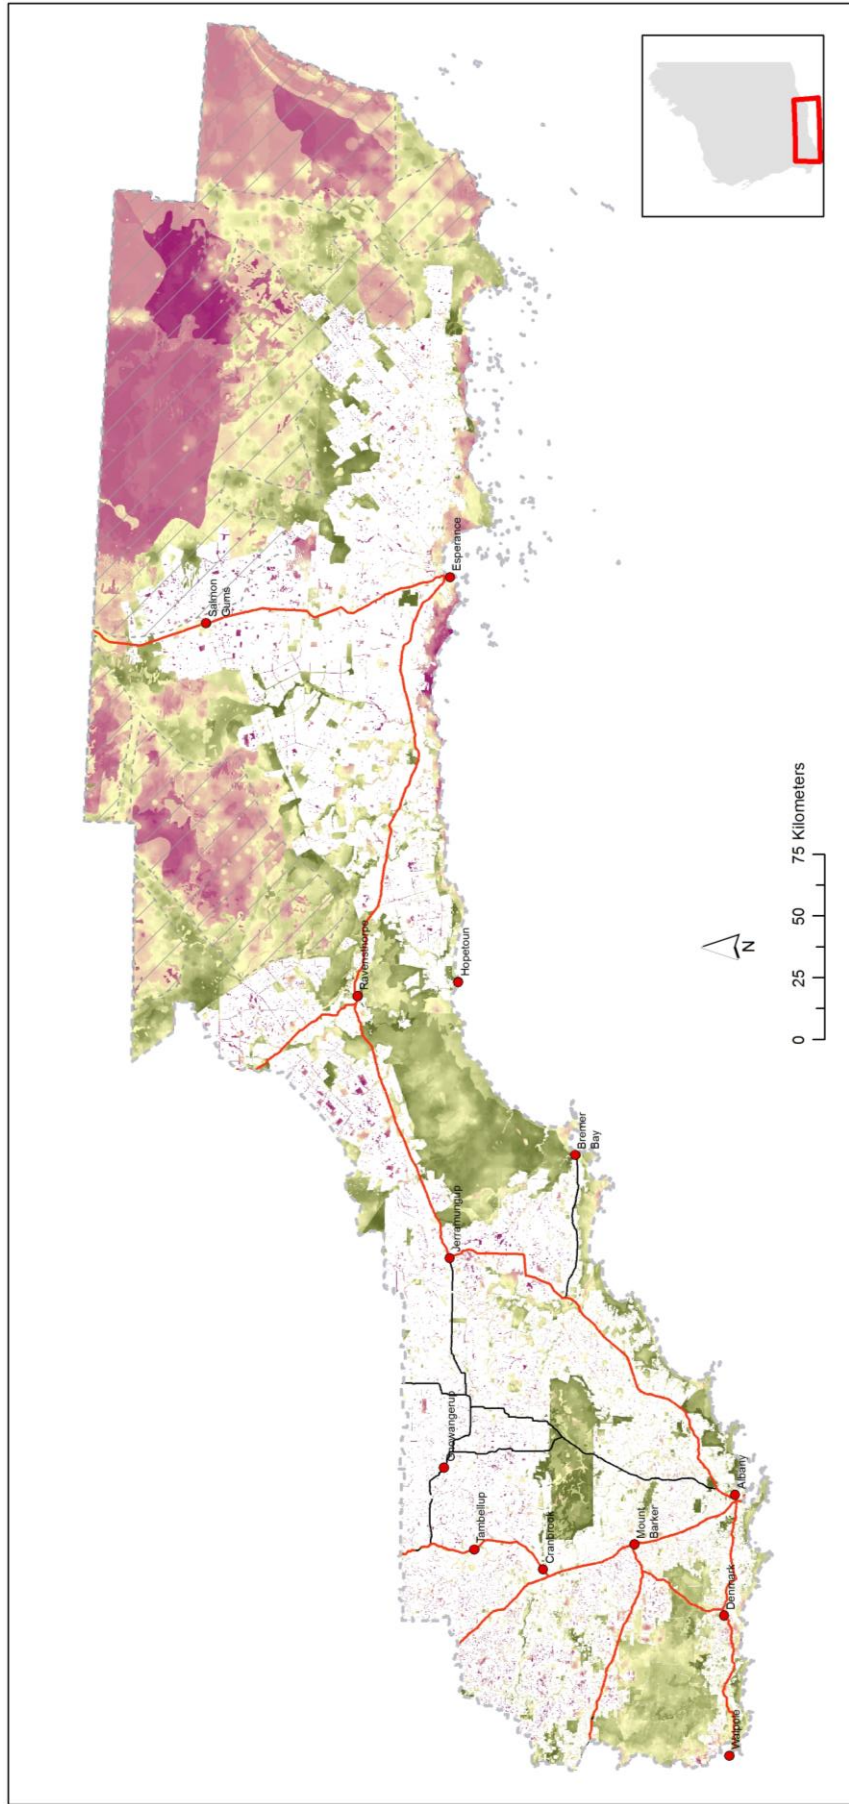 Salmon
Gums
Ravensthorpe
Gnowangerup
Jerramungup
Esperance
Hopetoun
Tambellup
Cranbrook
Bremer
Bay
Mount
Barker
Walpole
Denmark
Albany
N
0 25 50 75 Kilometers